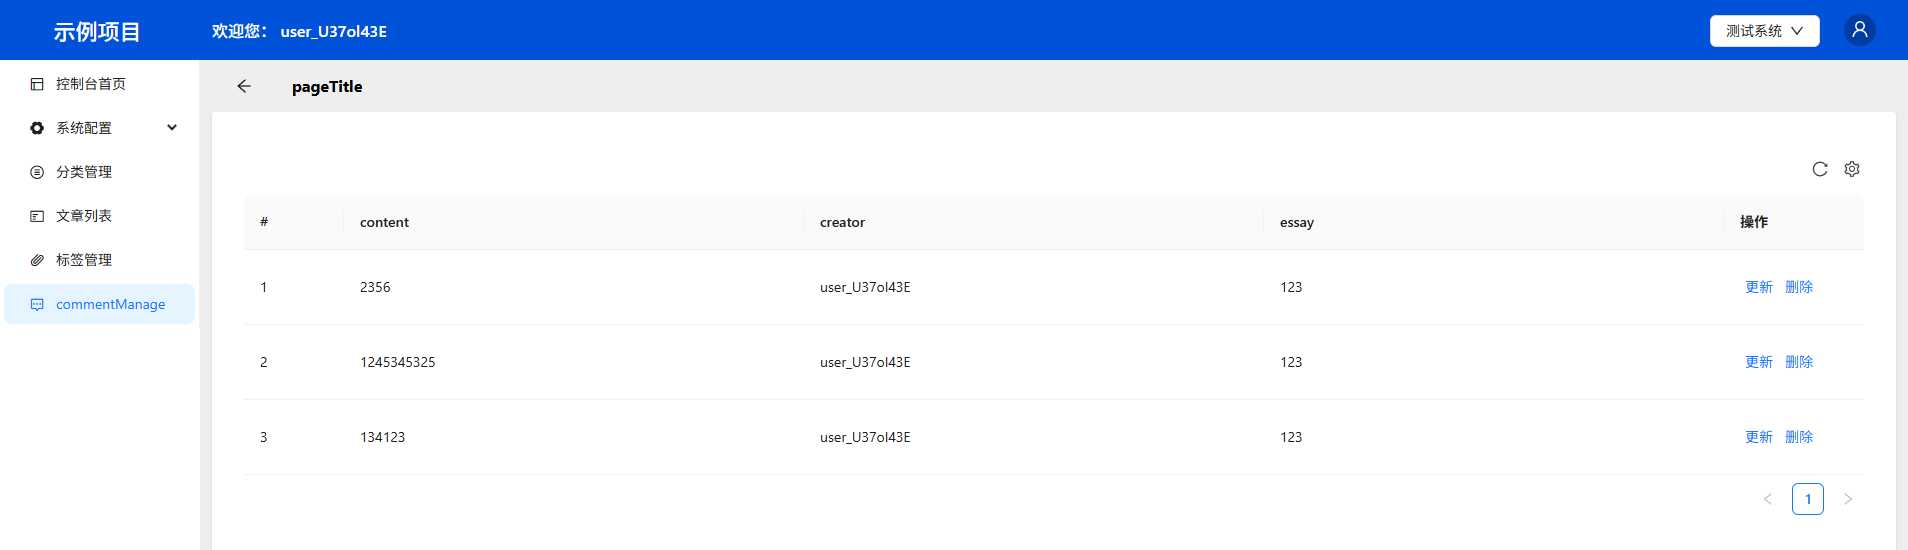 示例项目
欢迎您： user_U37ol43E
测试系统
控制台首页
系统配置
分类管理
文章列表
标签管理
commentManage
pageTitle
# content creator essay 操作
1 2356 user_U37ol43E 123 更新 删除
2 1245345325 user_U37ol43E 123 更新 删除
3 134123 user_U37ol43E 123 更新 删除
1